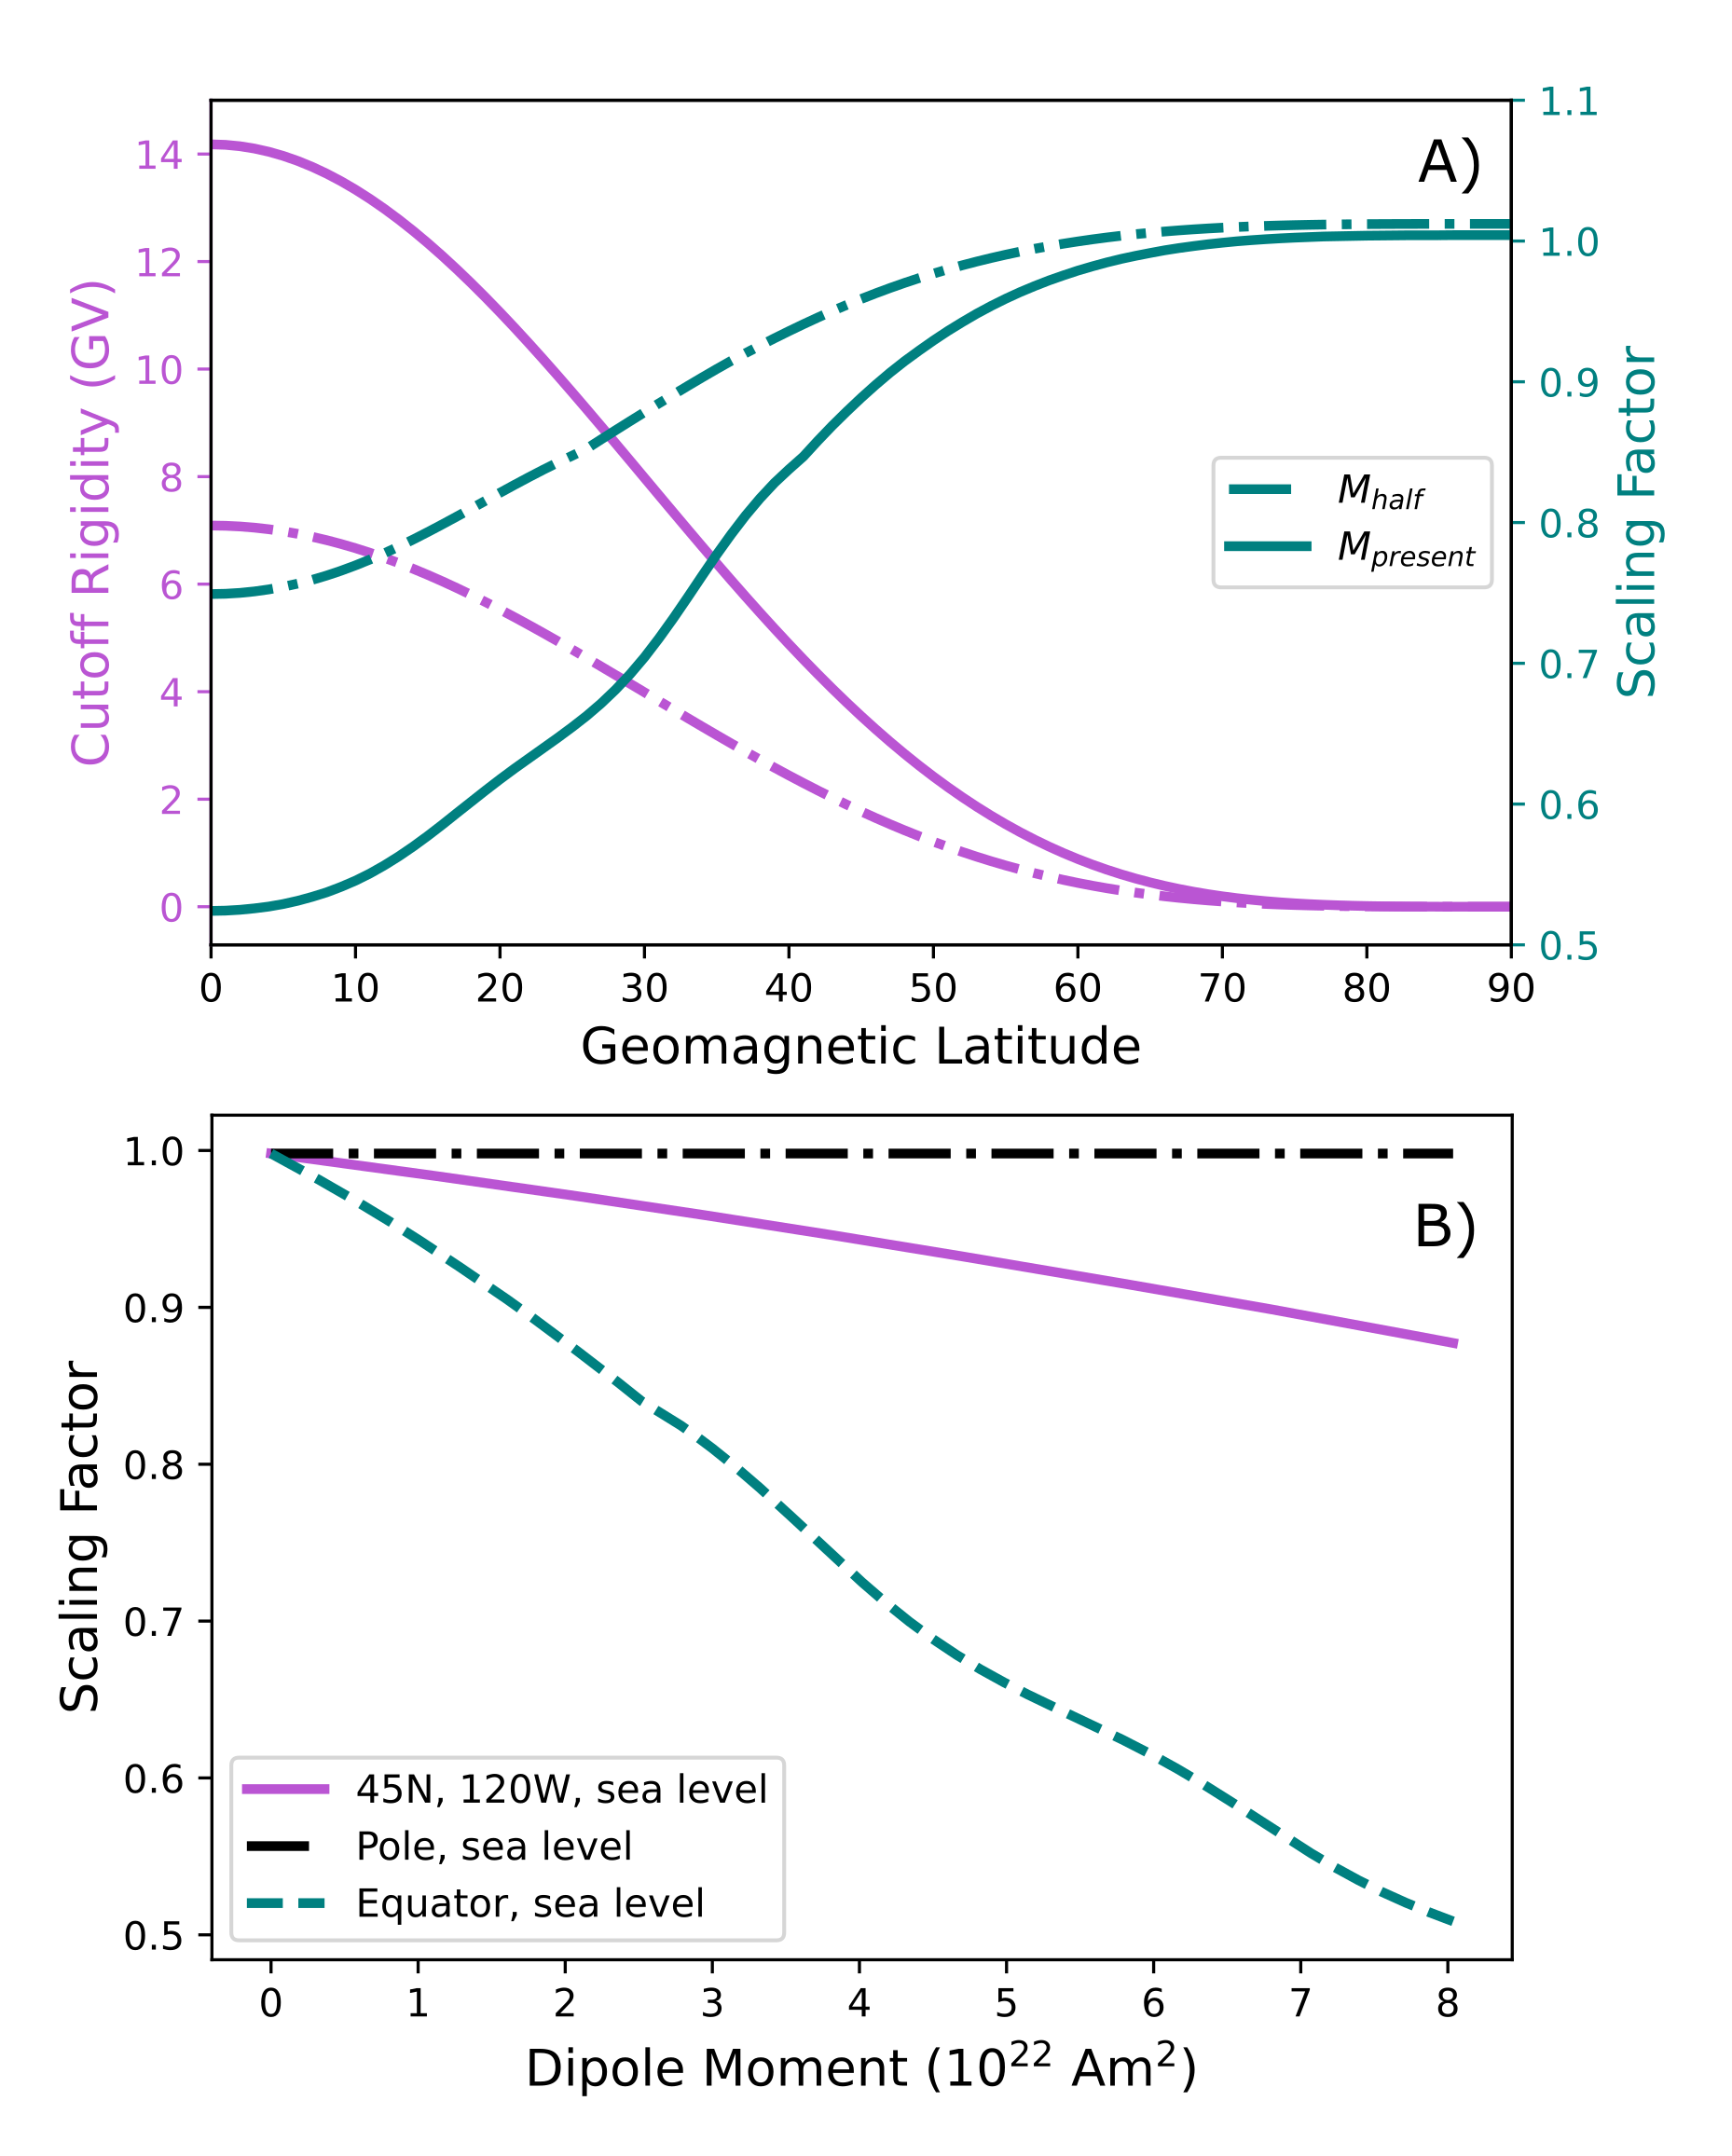 A)
Cutoff Rigidity (GV)
14
12
10
8
6
4
2
0
1.1
1.0
0.9
0.8
0.7
0.6
0.5
Scaling Factor
M_half
M_present
0 10 20 30 40 50 60 70 80 90
Geomagnetic Latitude
B)
Scaling Factor
1.0
0.9
0.8
0.7
0.6
0.5
45N, 120W, sea level
Pole, sea level
Equator, sea level
0 1 2 3 4 5 6 7 8
Dipole Moment (10²² Am²)